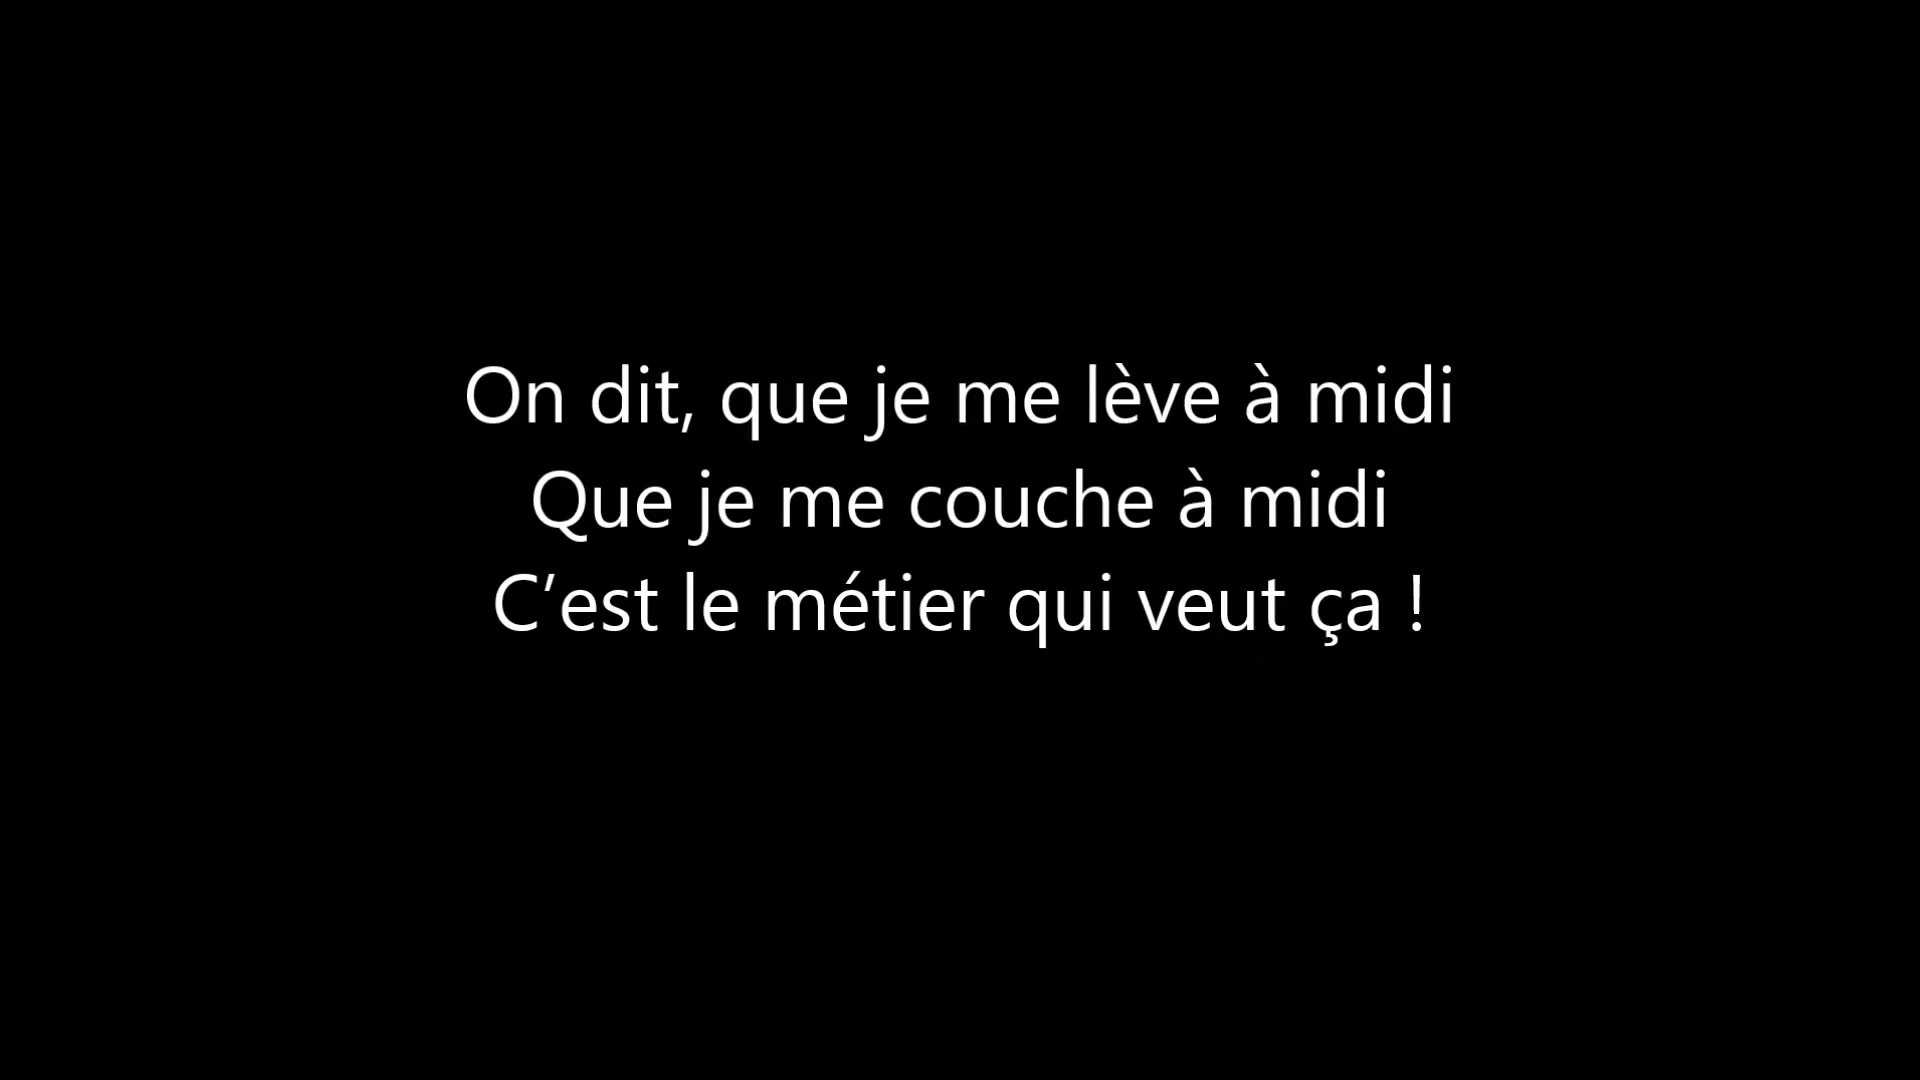 On dit, que je me lève à midi
Que je me couche à midi
C’est le métier qui veut ça !